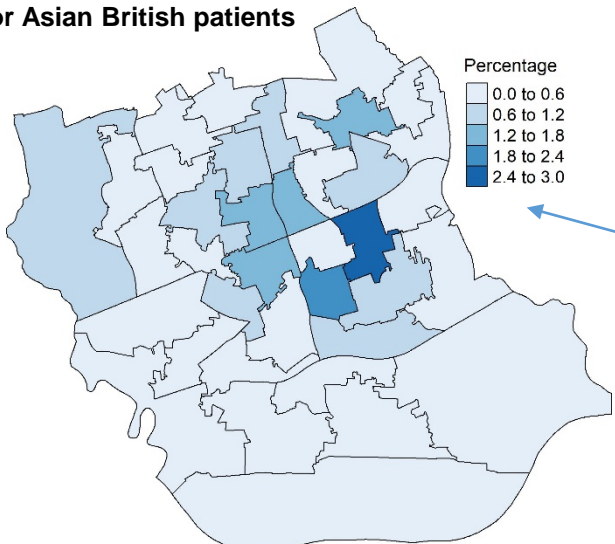 or Asian British patients
Percentage
0.0 to 0.6
0.6 to 1.2
1.2 to 1.8
1.8 to 2.4
2.4 to 3.0